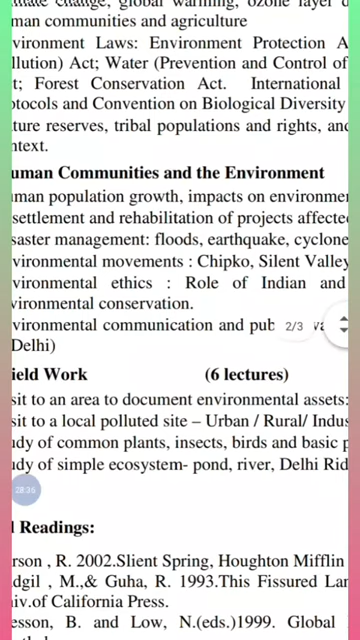 climate change, global warming, ozone layer d
man communities and agriculture
vironment Laws: Environment Protection A
llution) Act; Water (Prevention and Control of
t; Forest Conservation Act. International
otocols and Convention on Biological Diversity
ture reserves, tribal populations and rights, and
ntext.
uman Communities and the Environment
uman population growth, impacts on environmen
settlement and rehabilitation of projects affecte
saster management: floods, earthquake, cyclone
vironmental movements : Chipko, Silent Valley
vironmental ethics : Role of Indian and
vironmental conservation.
vironmental communication and pub 2/3 va
Delhi)
ield Work (6 lectures)
sit to an area to document environmental assets:
sit to a local polluted site – Urban / Rural/ Indus
udy of common plants, insects, birds and basic p
udy of simple ecosystem- pond, river, Delhi Rid
28:36
l Readings:
rson , R. 2002.Slient Spring, Houghton Mifflin
dgil , M.,& Guha, R. 1993.This Fissured Lan
iv.of California Press.
esson, B. and Low, N.(eds.)1999. Global